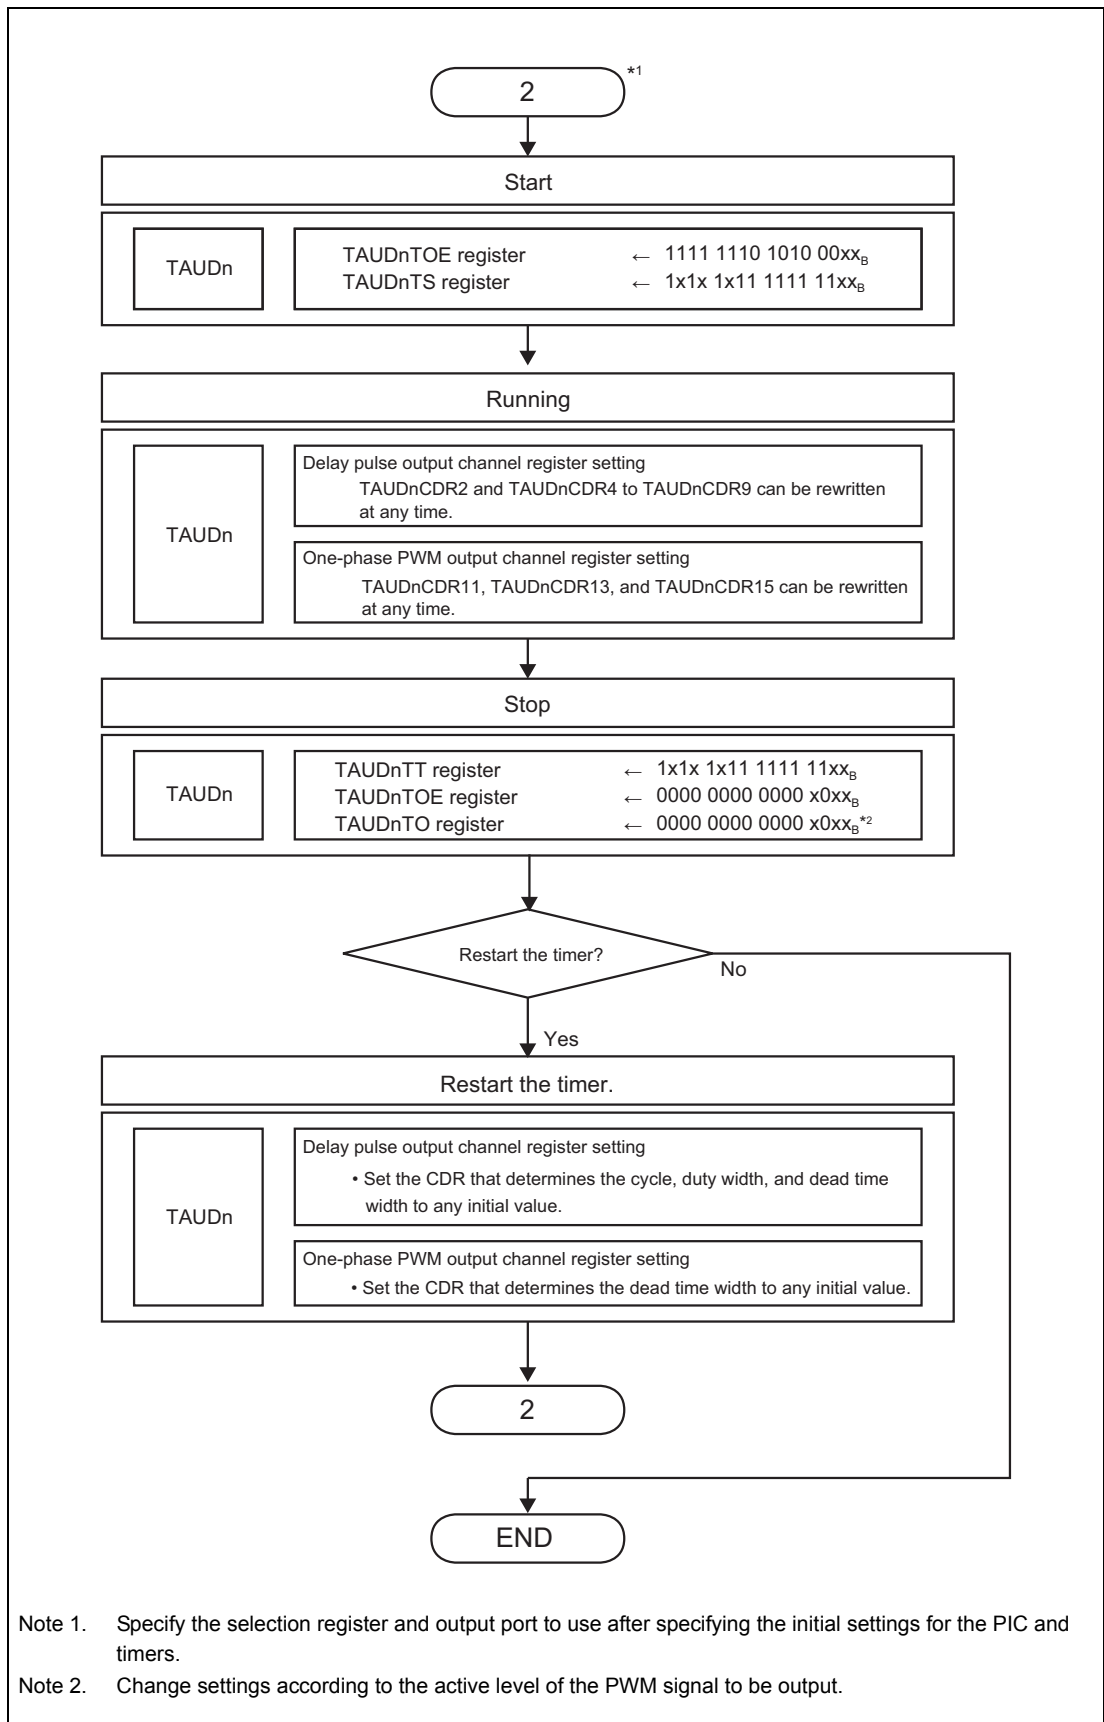 2 *1
Start
TAUDn
TAUDnTOE register ← 1111 1110 1010 00xxB
TAUDnTS register ← 1x1x 1x11 1111 11xxB
Running
TAUDn
Delay pulse output channel register setting
TAUDnCDR2 and TAUDnCDR4 to TAUDnCDR9 can be rewritten
at any time.
One-phase PWM output channel register setting
TAUDnCDR11, TAUDnCDR13, and TAUDnCDR15 can be rewritten
at any time.
Stop
TAUDn
TAUDnTT register ← 1x1x 1x11 1111 11xxB
TAUDnTOE register ← 0000 0000 0000 x0xxB
TAUDnTO register ← 0000 0000 0000 x0xxB*2
Restart the timer?
No
Yes
Restart the timer.
TAUDn
Delay pulse output channel register setting
• Set the CDR that determines the cycle, duty width, and dead time
width to any initial value.
One-phase PWM output channel register setting
• Set the CDR that determines the dead time width to any initial value.
2
END
Note 1. Specify the selection register and output port to use after specifying the initial settings for the PIC and
timers.
Note 2. Change settings according to the active level of the PWM signal to be output.